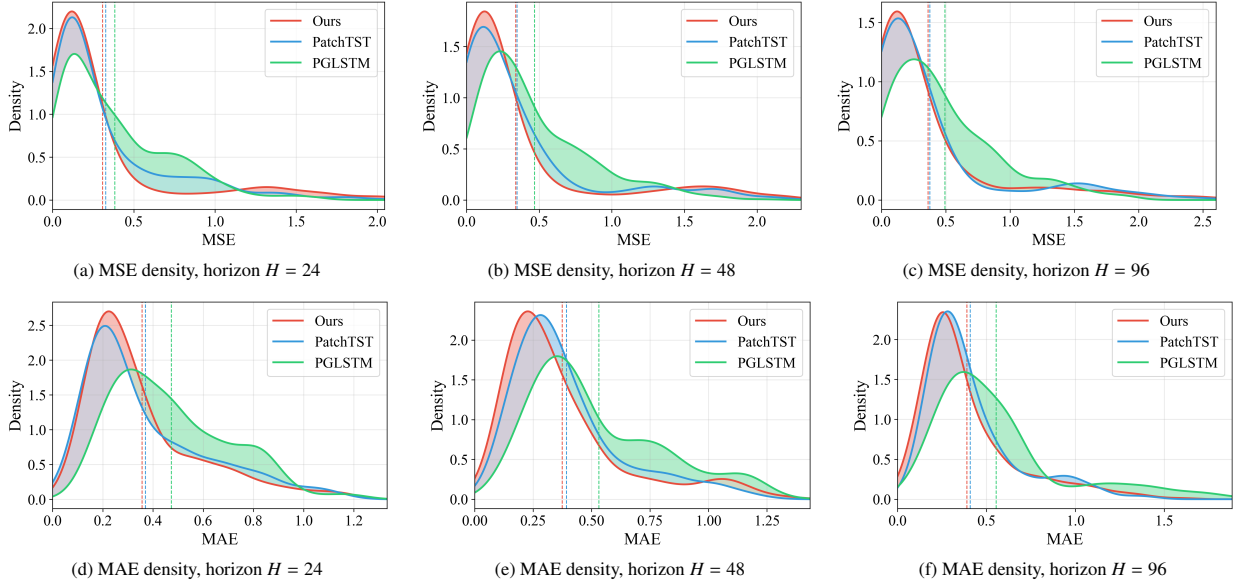 Ours
PatchTST
PGLSTM
Density
2.0
1.5
1.0
0.5
0.0
0.0 0.5 1.0 1.5 2.0
MSE
(a) MSE density, horizon H = 24
Ours
PatchTST
PGLSTM
Density
1.5
1.0
0.5
0.0
0.0 0.5 1.0 1.5 2.0
MSE
(b) MSE density, horizon H = 48
Ours
PatchTST
PGLSTM
Density
1.5
1.0
0.5
0.0
0.0 0.5 1.0 1.5 2.0 2.5
MSE
(c) MSE density, horizon H = 96
Ours
PatchTST
PGLSTM
Density
2.5
2.0
1.5
1.0
0.5
0.0
0.0 0.2 0.4 0.6 0.8 1.0 1.2
MAE
(d) MAE density, horizon H = 24
Ours
PatchTST
PGLSTM
Density
2.0
1.5
1.0
0.5
0.0
0.00 0.25 0.50 0.75 1.00 1.25
MAE
(e) MAE density, horizon H = 48
Ours
PatchTST
PGLSTM
Density
2.0
1.5
1.0
0.5
0.0
0.0 0.5 1.0 1.5
MAE
(f) MAE density, horizon H = 96